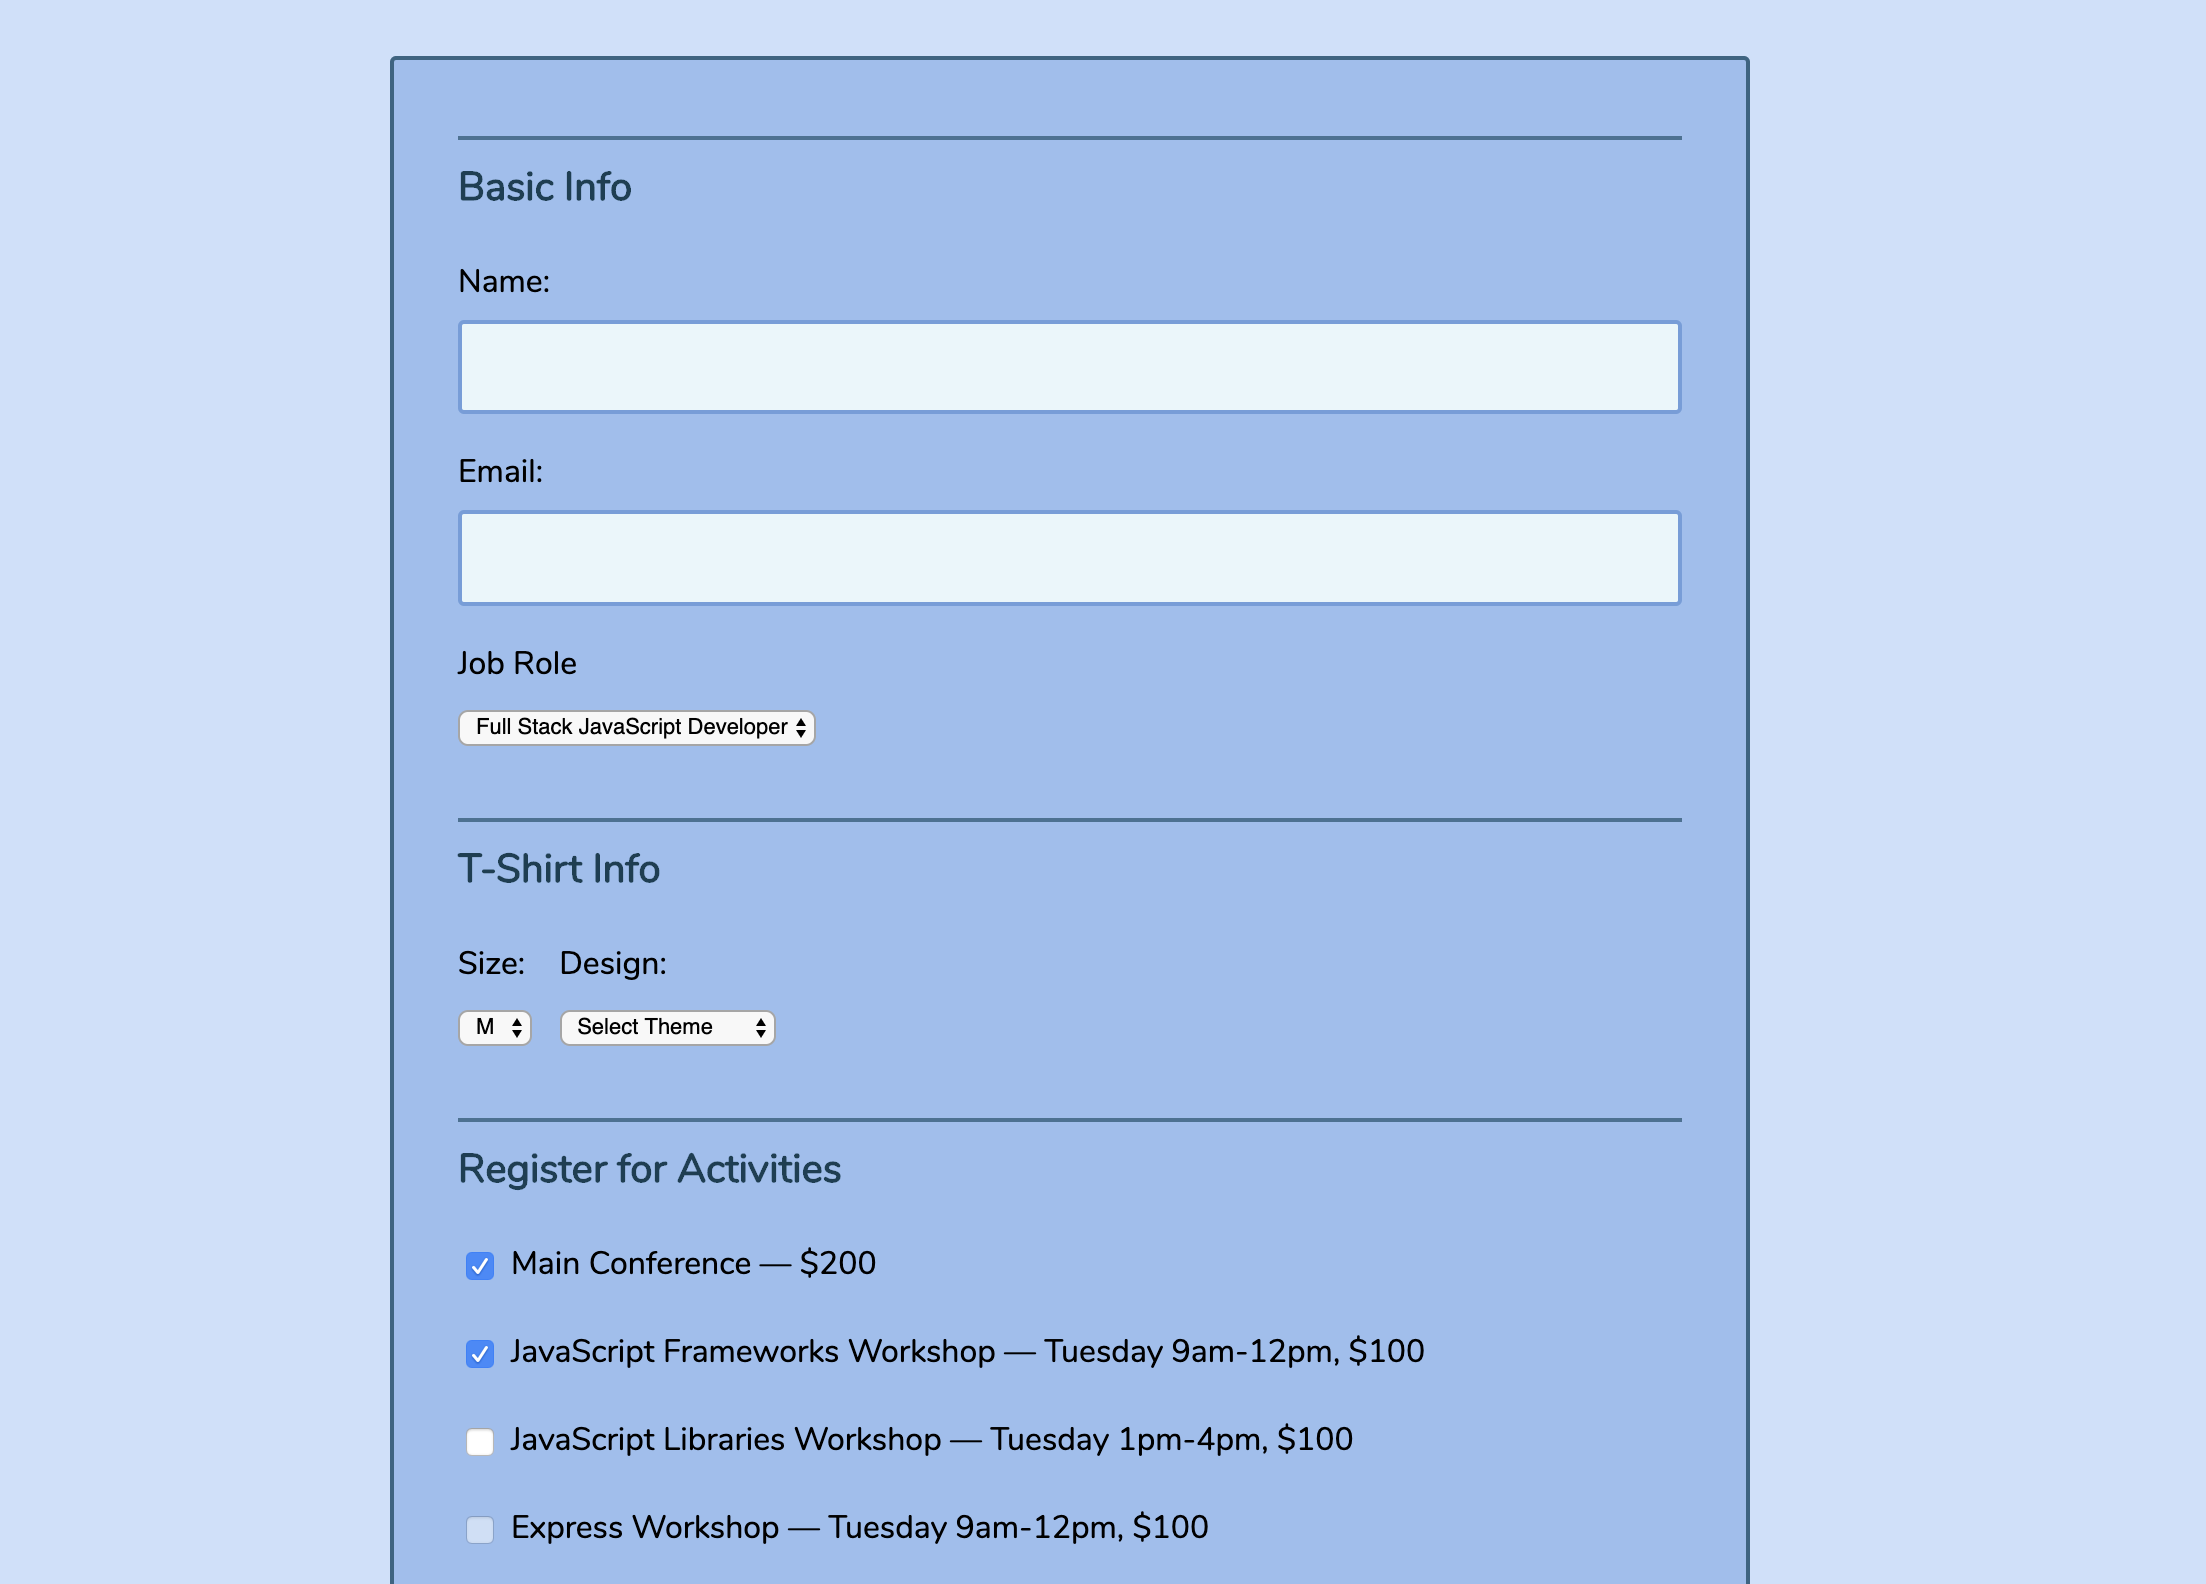 Basic Info
Name:
Email:
Job Role
Full Stack JavaScript Developer
T-Shirt Info
Size: Design:
M Select Theme
Register for Activities
Main Conference — $200
JavaScript Frameworks Workshop — Tuesday 9am-12pm, $100
JavaScript Libraries Workshop — Tuesday 1pm-4pm, $100
Express Workshop — Tuesday 9am-12pm, $100